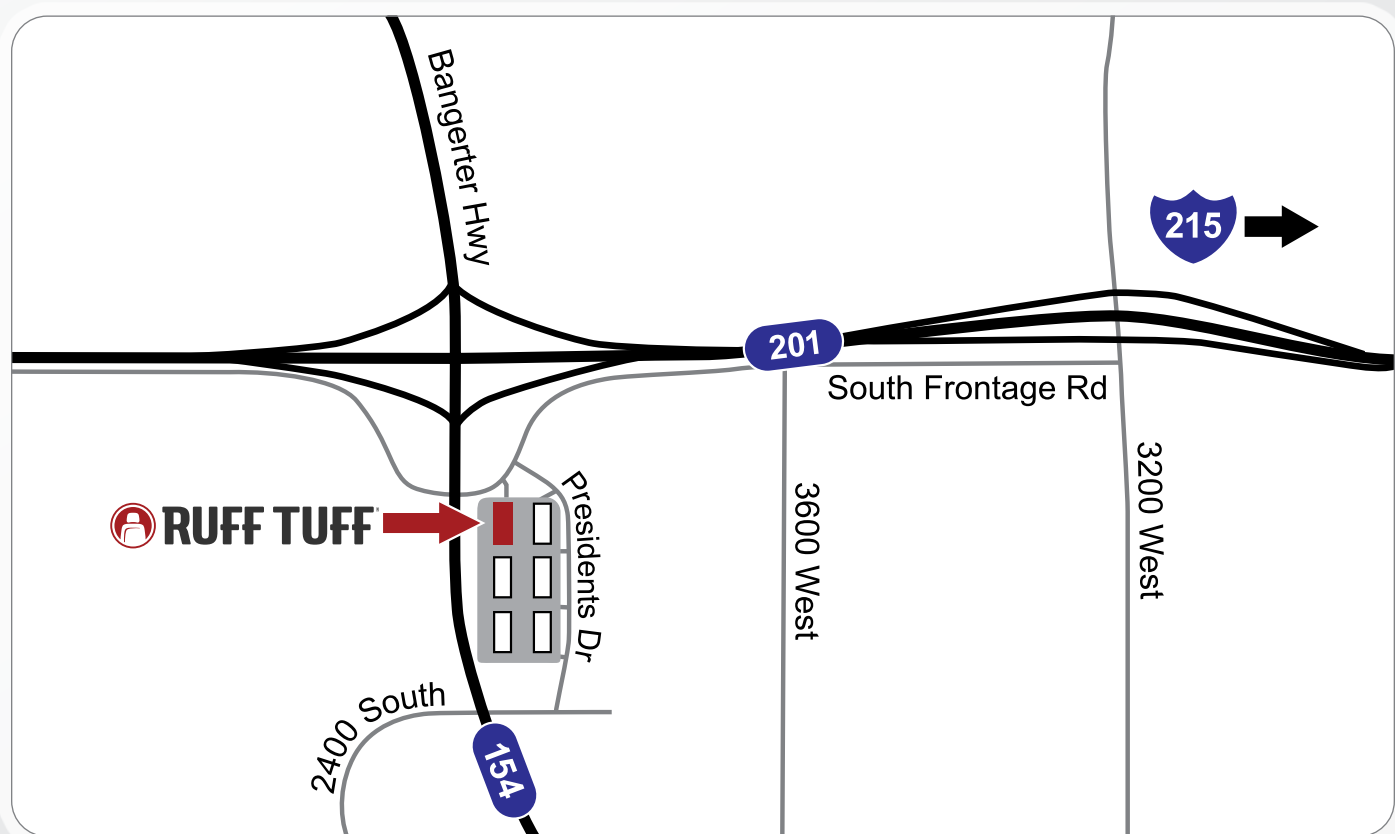 Bangerter Hwy
215
201
South Frontage Rd
3200 West
3600 West
RUFF TUFF
Presidents Dr
2400 South
154